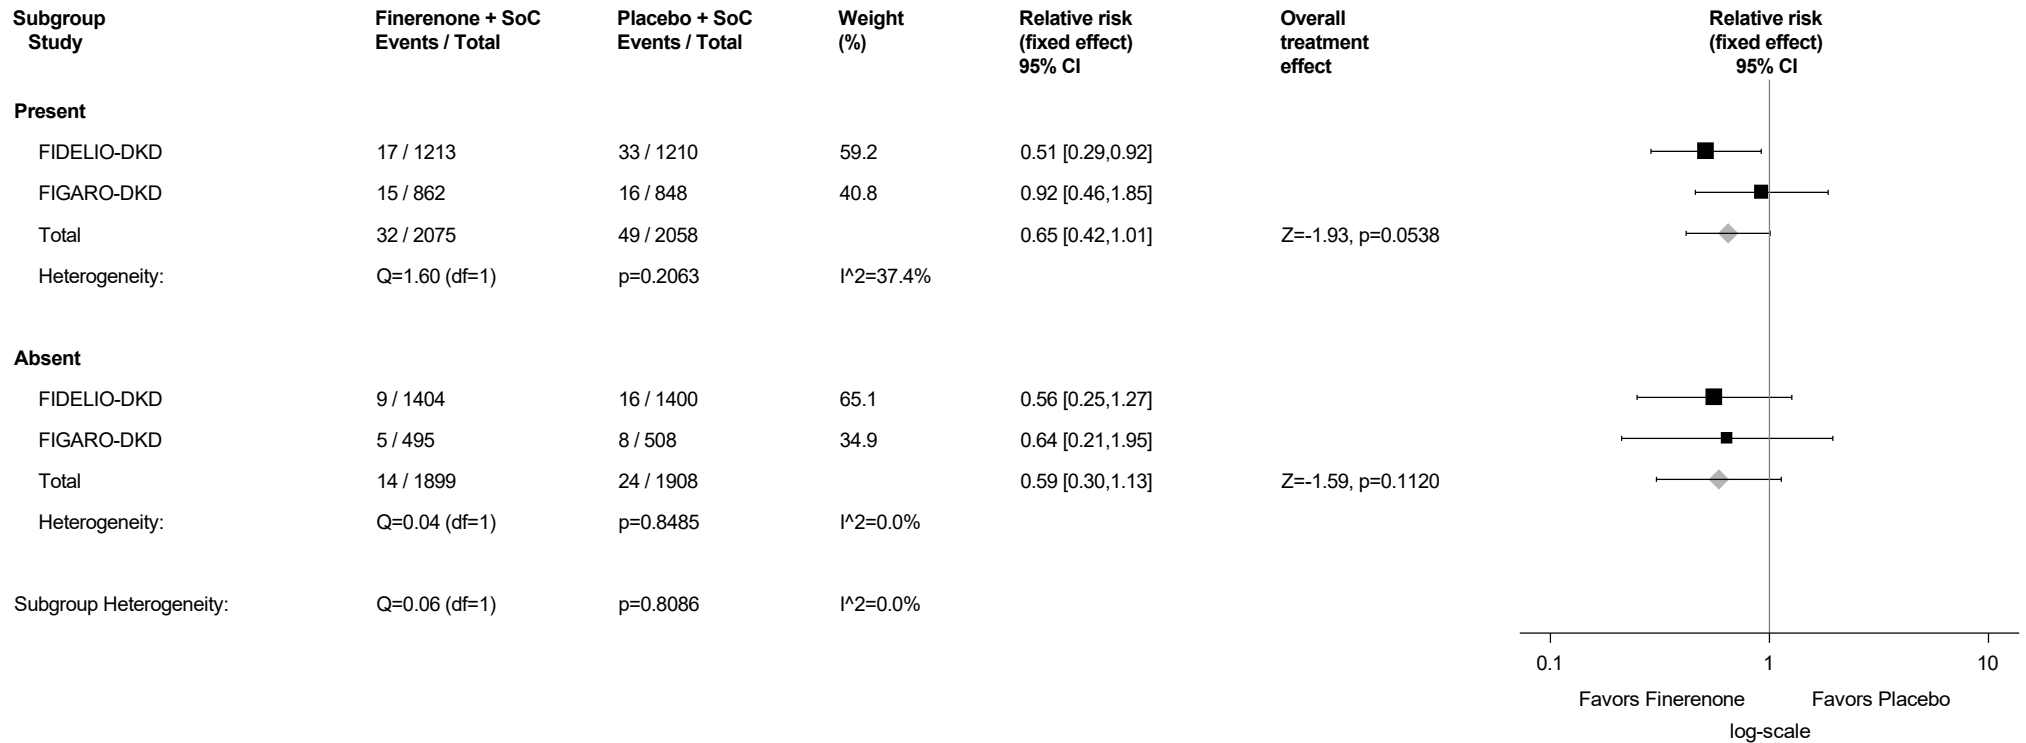 Subgroup Finerenone + SoC Placebo + SoC Weight Relative risk Overall Relative risk
Study Events / Total Events / Total (%) (fixed effect) treatment (fixed effect)
95% CI effect 95% CI
Present
FIDELIO-DKD 17 / 1213 33 / 1210 59.2 0.51 [0.29,0.92]
FIGARO-DKD 15 / 862 16 / 848 40.8 0.92 [0.46,1.85]
Total 32 / 2075 49 / 2058 0.65 [0.42,1.01] Z=-1.93, p=0.0538
Heterogeneity: Q=1.60 (df=1) p=0.2063 I^2=37.4%
Absent
FIDELIO-DKD 9 / 1404 16 / 1400 65.1 0.56 [0.25,1.27]
FIGARO-DKD 5 / 495 8 / 508 34.9 0.64 [0.21,1.95]
Total 14 / 1899 24 / 1908 0.59 [0.30,1.13] Z=-1.59, p=0.1120
Heterogeneity: Q=0.04 (df=1) p=0.8485 I^2=0.0%
Subgroup Heterogeneity: Q=0.06 (df=1) p=0.8086 I^2=0.0%
0.1 1 10
Favors Finerenone Favors Placebo
log-scale